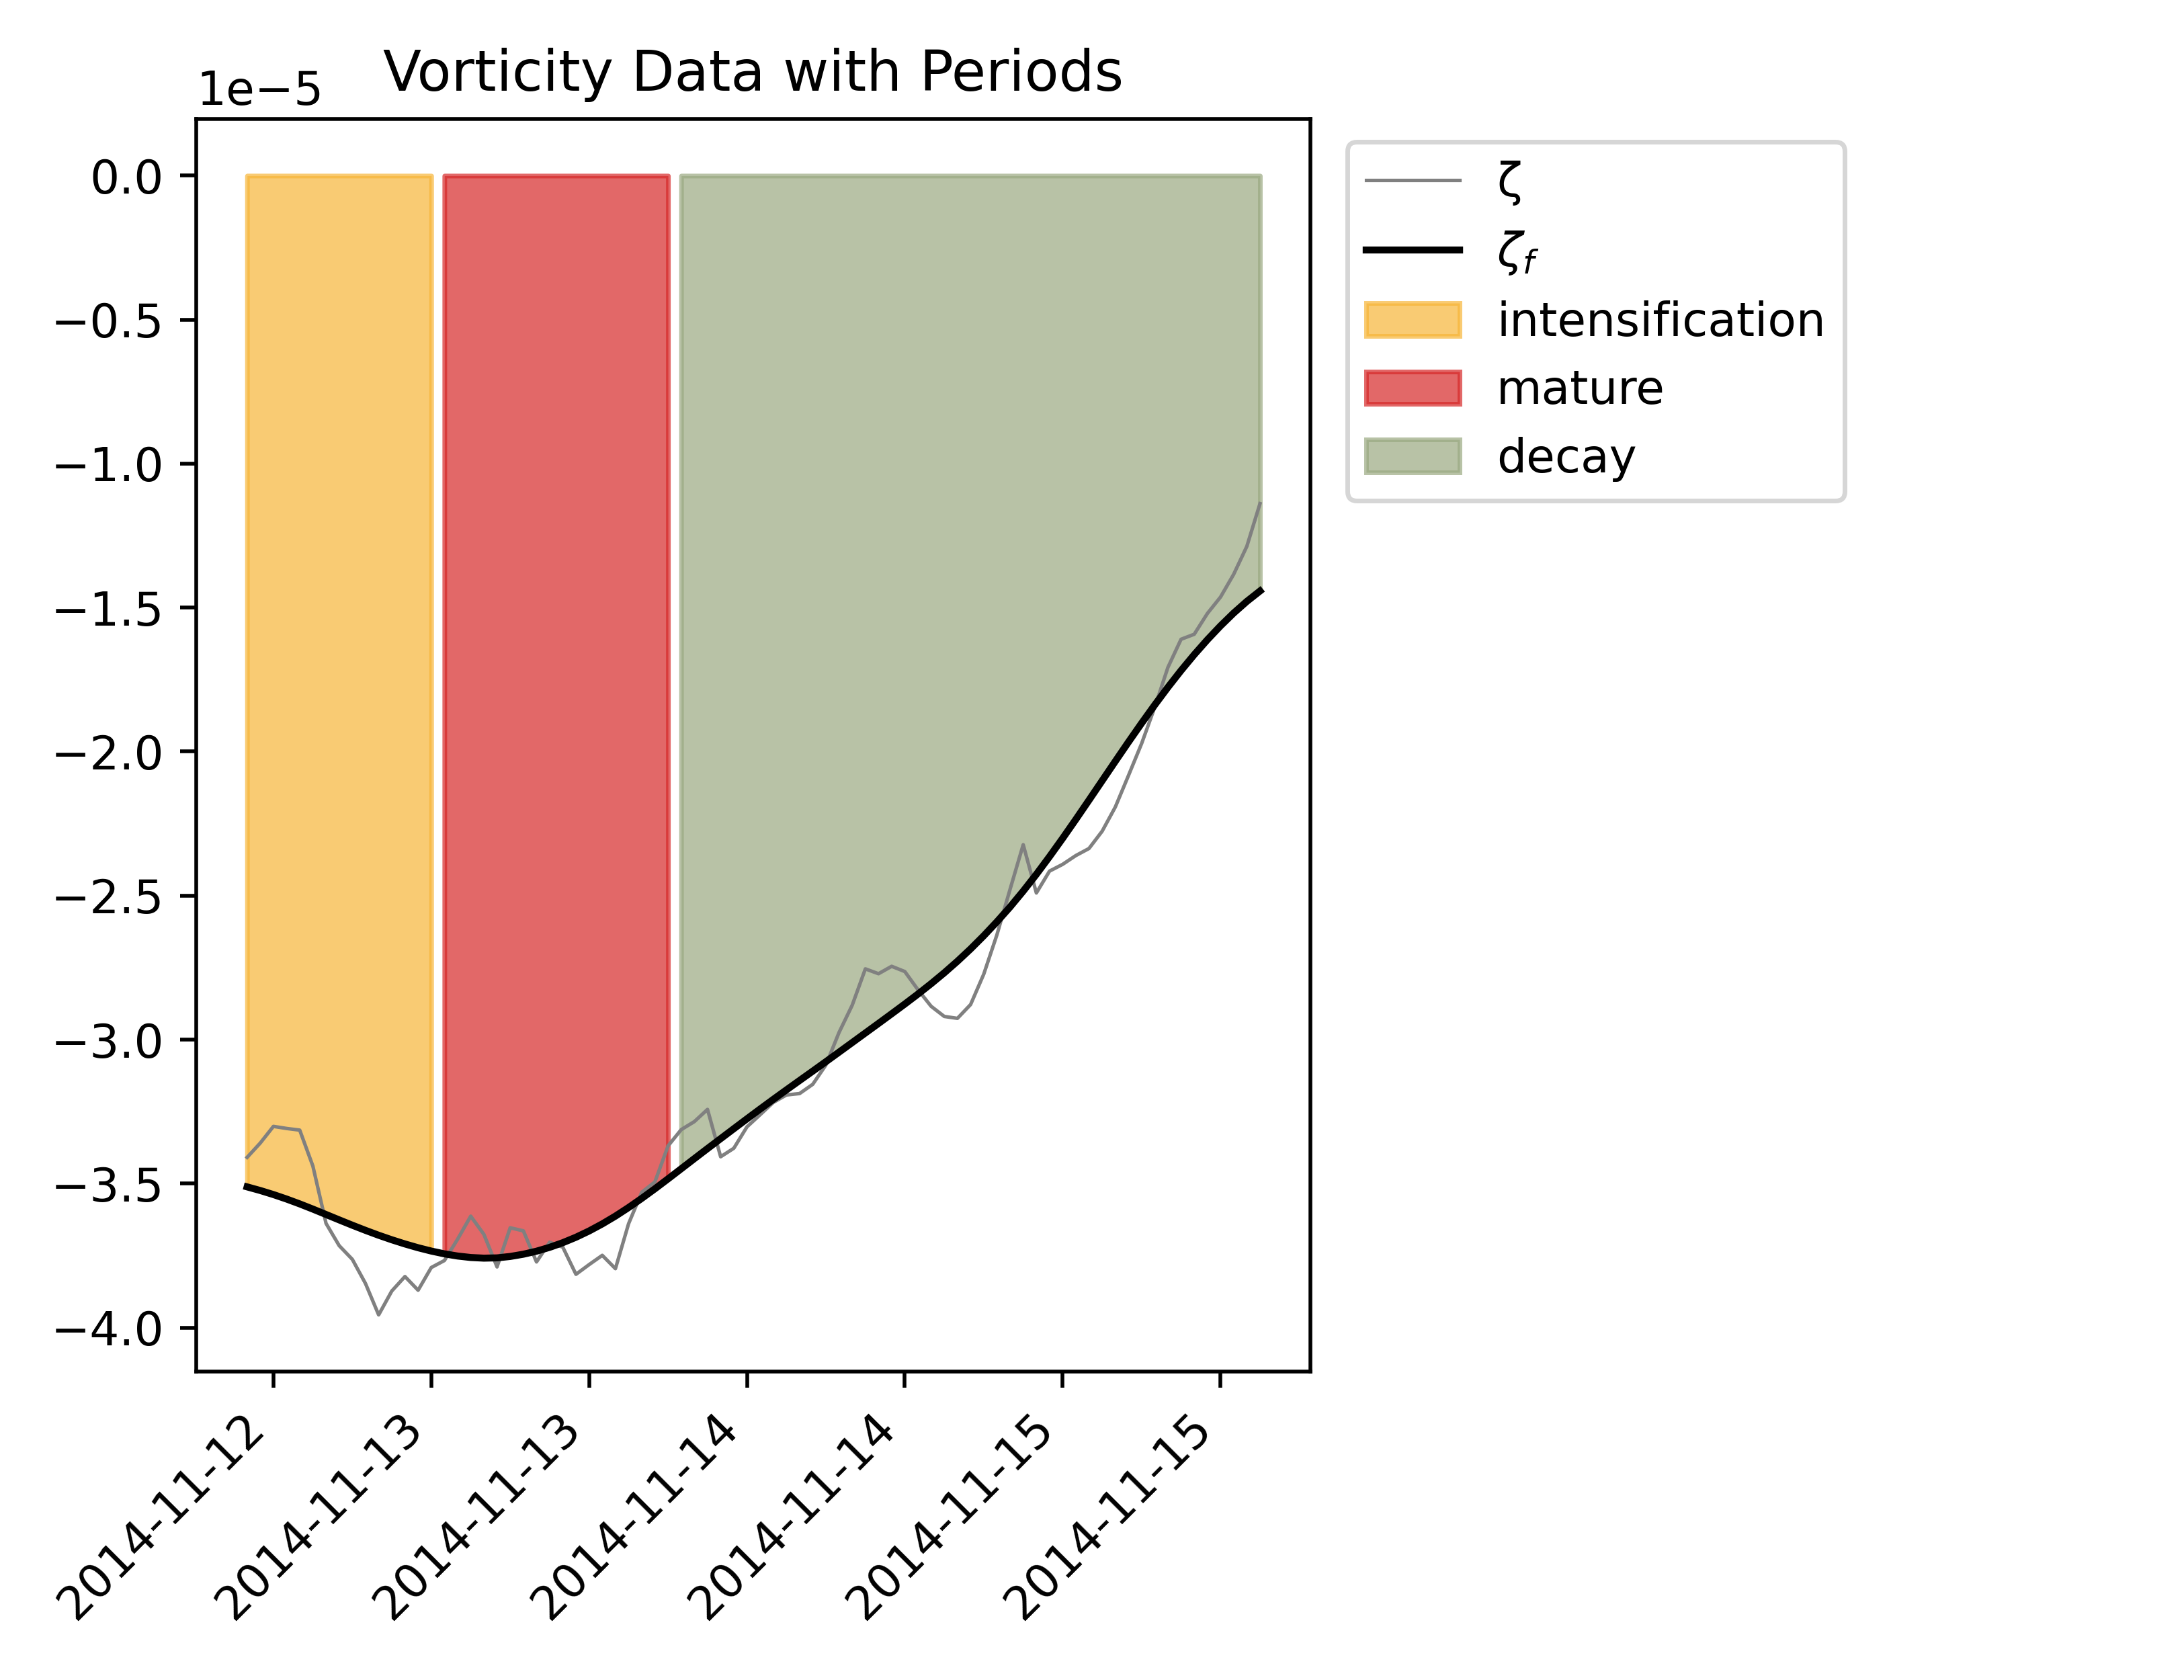 Vorticity Data with Periods
1e−5
0.0
−0.5
−1.0
−1.5
−2.0
−2.5
−3.0
−3.5
−4.0
2014-11-12
2014-11-13
2014-11-13
2014-11-14
2014-11-14
2014-11-15
2014-11-15
ζ
ζf
intensification
mature
decay